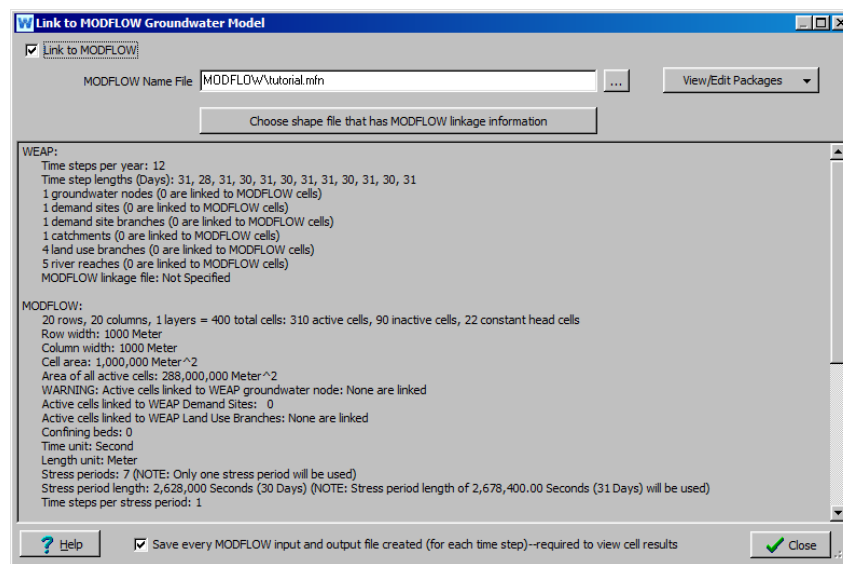 Link to MODFLOW Groundwater Model
Link to MODFLOW
MODFLOW Name File MODFLOW\tutorial.mfn ... View/Edit Packages
Choose shape file that has MODFLOW linkage information
WEAP:
Time steps per year: 12
Time step lengths (Days): 31, 28, 31, 30, 31, 30, 31, 31, 30, 31, 30, 31
1 groundwater nodes (0 are linked to MODFLOW cells)
1 demand sites (0 are linked to MODFLOW cells)
1 demand site branches (0 are linked to MODFLOW cells)
1 catchments (0 are linked to MODFLOW cells)
4 land use branches (0 are linked to MODFLOW cells)
5 river reaches (0 are linked to MODFLOW cells)
MODFLOW linkage file: Not Specified
MODFLOW:
20 rows, 20 columns, 1 layers = 400 total cells: 310 active cells, 90 inactive cells, 22 constant head cells
Row width: 1000 Meter
Column width: 1000 Meter
Cell area: 1,000,000 Meter^2
Area of all active cells: 288,000,000 Meter^2
WARNING: Active cells linked to WEAP groundwater node: None are linked
Active cells linked to WEAP Demand Sites: 0
Active cells linked to WEAP Land Use Branches: None are linked
Confining beds: 0
Time unit: Second
Length unit: Meter
Stress periods: 7 (NOTE: Only one stress period will be used)
Stress period length: 2,628,000 Seconds (30 Days) (NOTE: Stress period length of 2,678,400.00 Seconds (31 Days) will be used)
Time steps per stress period: 1
? Help Save every MODFLOW input and output file created (for each time step)--required to view cell results Close